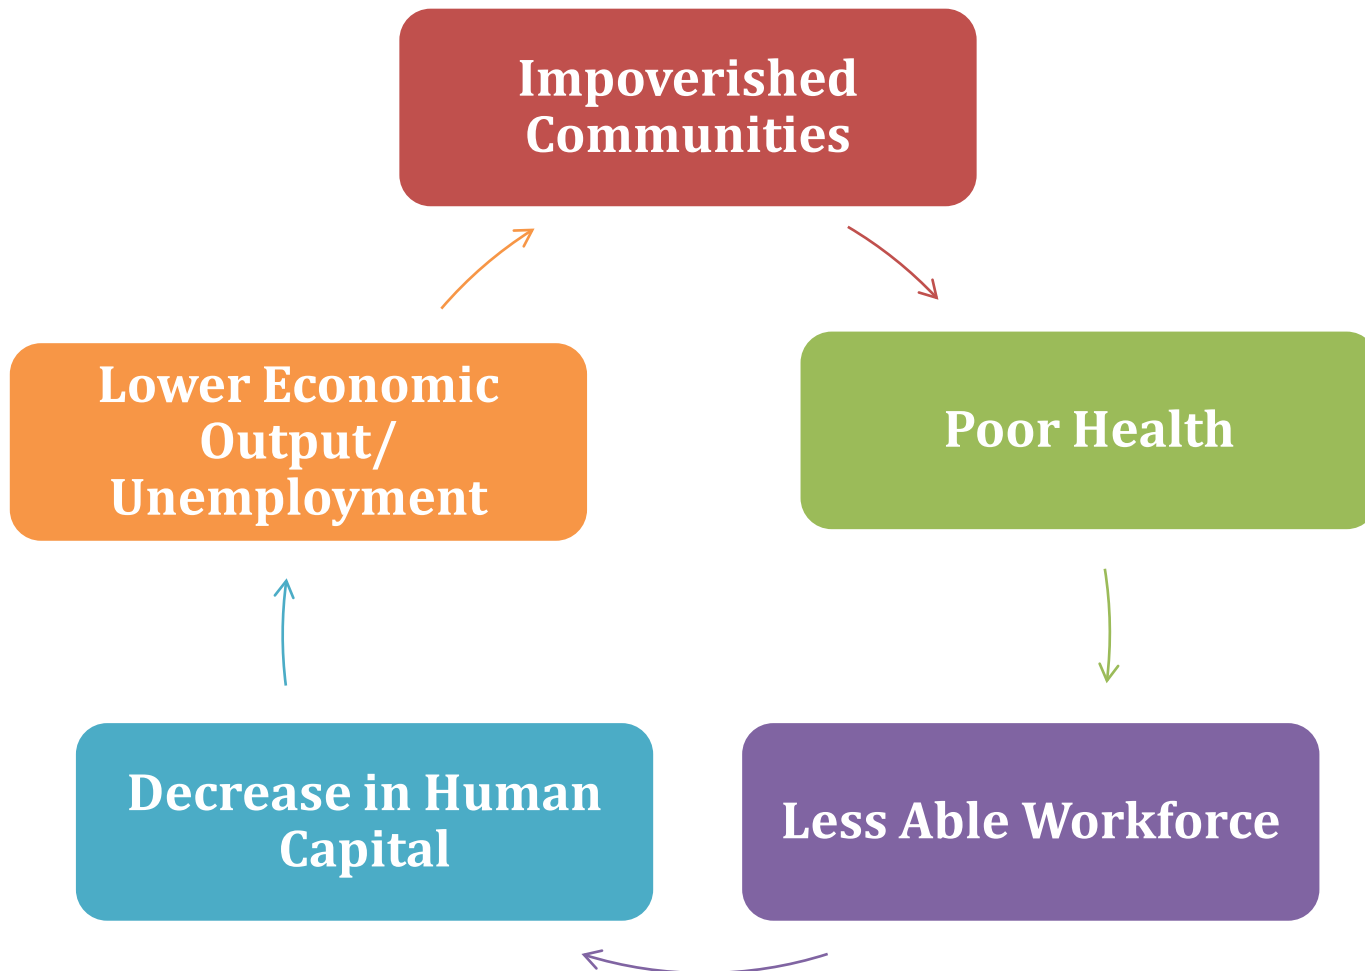 Impoverished
Communities
Poor Health
Less Able Workforce
Decrease in Human
Capital
Lower Economic
Output/
Unemployment